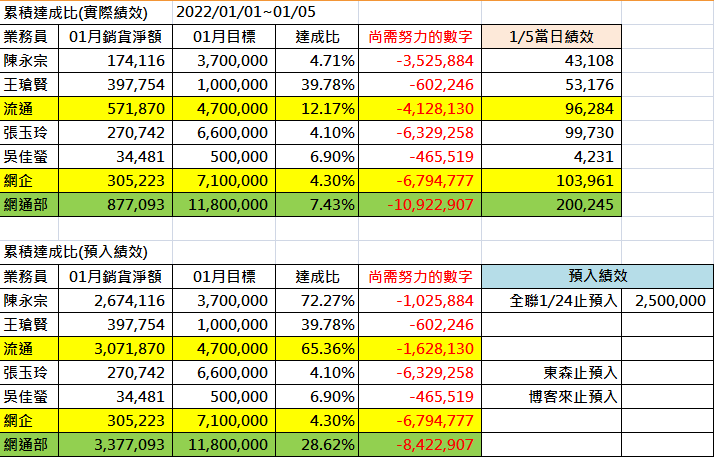 累積達成比(實際績效) 2022/01/01~01/05
業務員 01月銷貨淨額 01月目標 達成比 尚需努力的數字 1/5當日績效
陳永宗 174,116 3,700,000 4.71% -3,525,884 43,108
王瑲賢 397,754 1,000,000 39.78% -602,246 53,176
流通 571,870 4,700,000 12.17% -4,128,130 96,284
張玉玲 270,742 6,600,000 4.10% -6,329,258 99,730
吳佳螢 34,481 500,000 6.90% -465,519 4,231
網企 305,223 7,100,000 4.30% -6,794,777 103,961
網通部 877,093 11,800,000 7.43% -10,922,907 200,245
累積達成比(預入績效)
業務員 01月銷貨淨額 01月目標 達成比 尚需努力的數字 預入績效
陳永宗 2,674,116 3,700,000 72.27% -1,025,884 全聯1/24止預入 2,500,000
王瑲賢 397,754 1,000,000 39.78% -602,246
流通 3,071,870 4,700,000 65.36% -1,628,130
張玉玲 270,742 6,600,000 4.10% -6,329,258 東森止預入
吳佳螢 34,481 500,000 6.90% -465,519 博客來止預入
網企 305,223 7,100,000 4.30% -6,794,777
網通部 3,377,093 11,800,000 28.62% -8,422,907